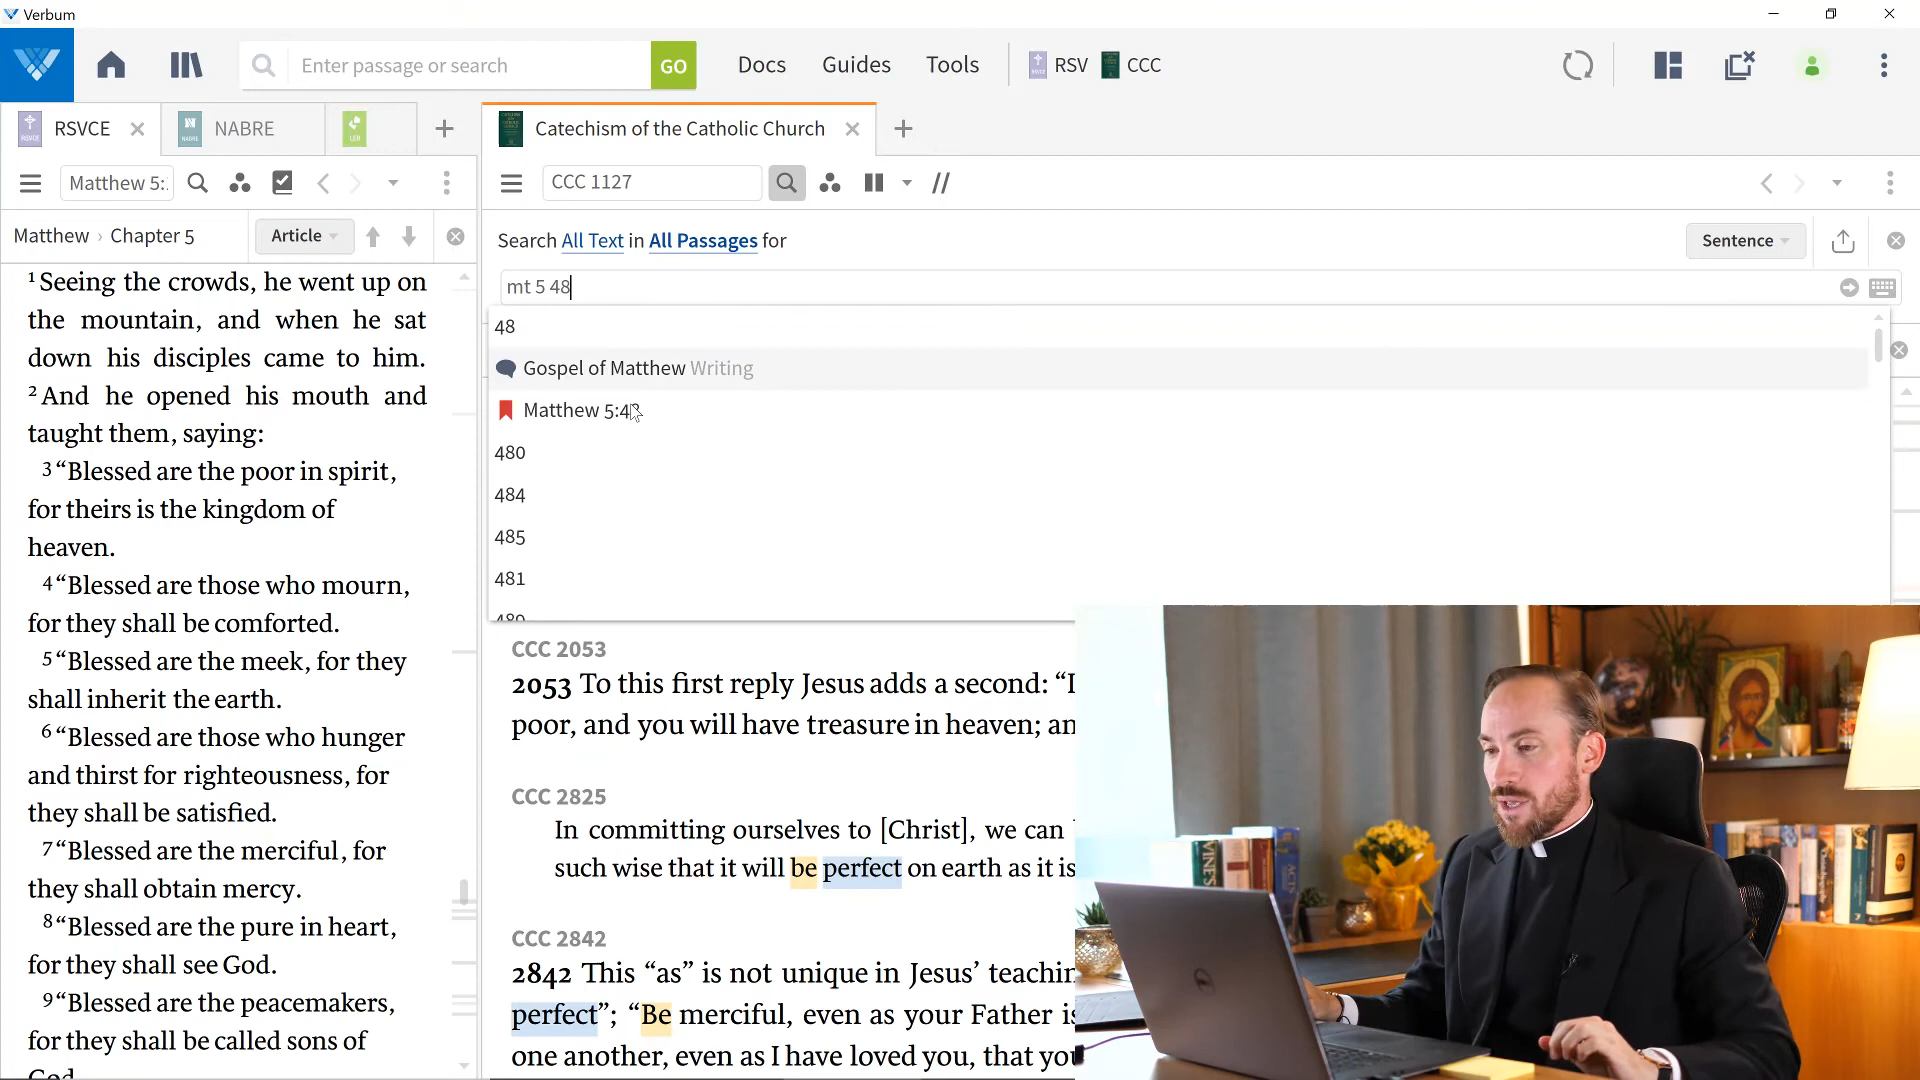 Verbum
Enter passage or search
GO
Docs
Guides
Tools
RSV
CCC
RSVCE
NABRE
LEB
Catechism of the Catholic Church
Matthew 5:
CCC 1127
Matthew › Chapter 5
Article
Search All Text in All Passages for
Sentence
mt 5 48
48
Gospel of Matthew Writing
Matthew 5:4
480
484
485
481
1 Seeing the crowds, he went up on
the mountain, and when he sat
down his disciples came to him.
2 And he opened his mouth and
taught them, saying:
3 “Blessed are the poor in spirit,
for theirs is the kingdom of
heaven.
4 “Blessed are those who mourn,
for they shall be comforted.
5 “Blessed are the meek, for they
shall inherit the earth.
6 “Blessed are those who hunger
and thirst for righteousness, for
they shall be satisfied.
7 “Blessed are the merciful, for
they shall obtain mercy.
8 “Blessed are the pure in heart,
for they shall see God.
9 “Blessed are the peacemakers,
for they shall be called sons of
God
CCC 2053
2053 To this first reply Jesus adds a second: “I
poor, and you will have treasure in heaven; an
CCC 2825
In committing ourselves to [Christ], we can
such wise that it will be perfect on earth as it is
CCC 2842
2842 This “as” is not unique in Jesus’ teachin
perfect”; “Be merciful, even as your Father is
one another, even as I have loved you, that you